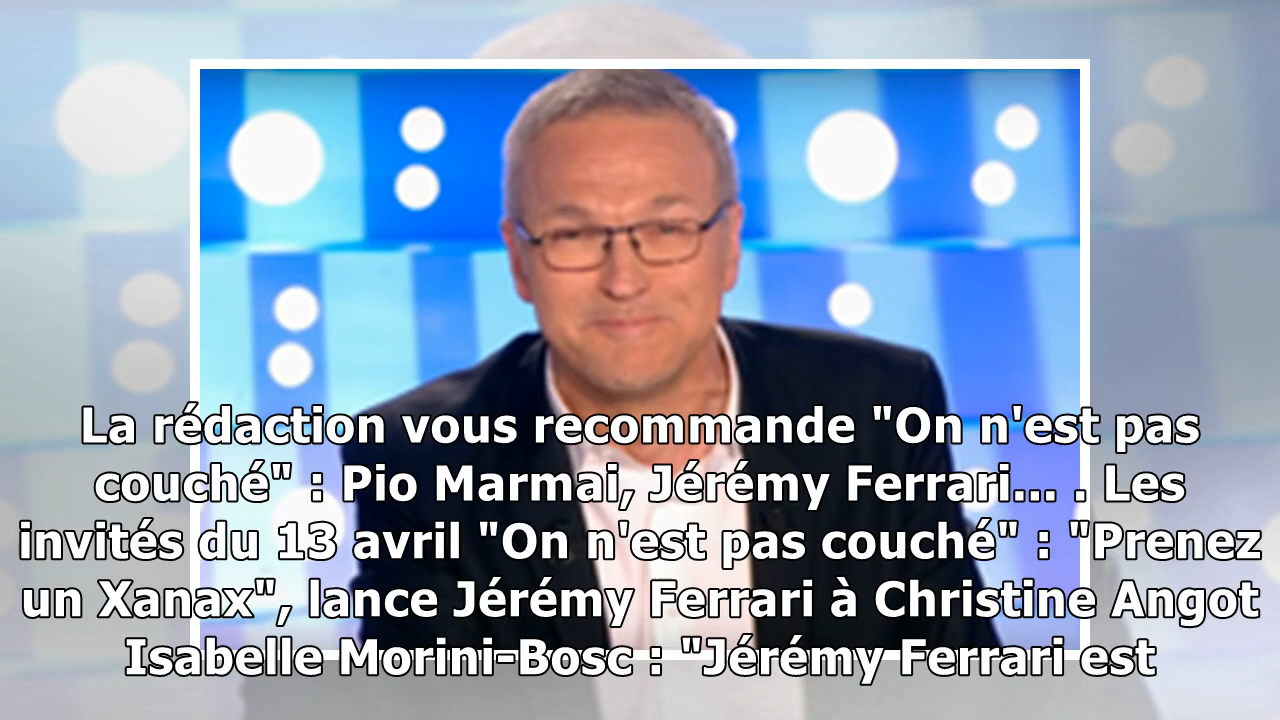 La rédaction vous recommande "On n'est pas
couché" : Pio Marmai, Jérémy Ferrari... . Les
invités du 13 avril "On n'est pas couché" : "Prenez
un Xanax", lance Jérémy Ferrari à Christine Angot
Isabelle Morini-Bosc : "Jérémy Ferrari est